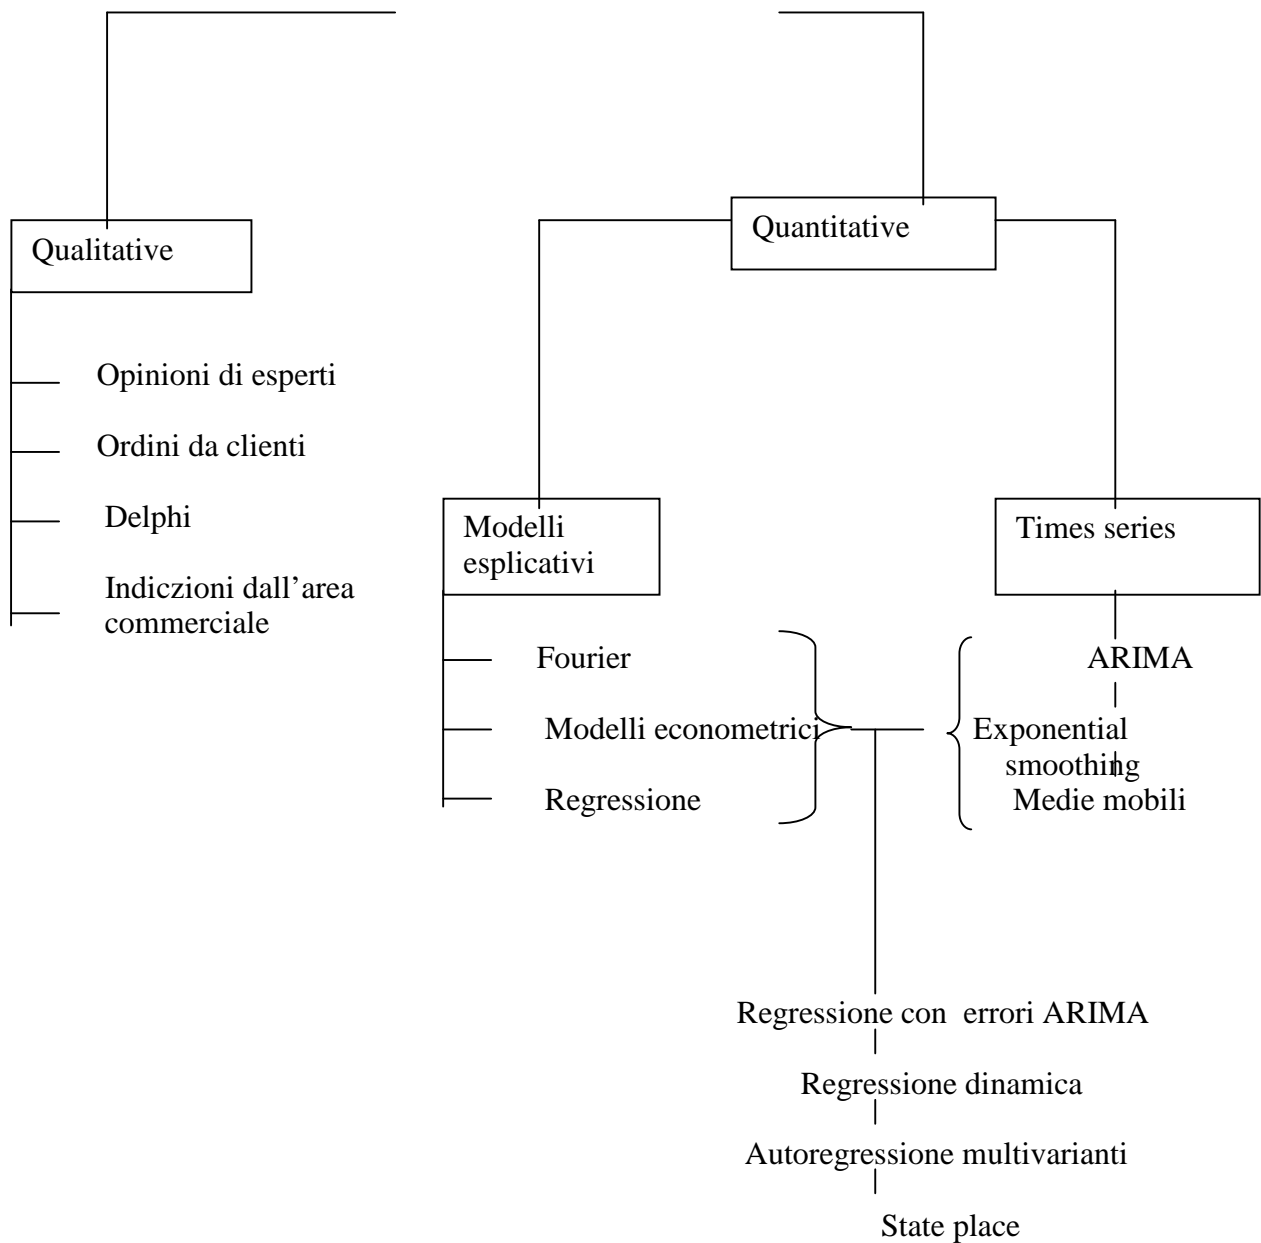 Qualitative
Quantitative
Opinioni di esperti
Ordini da clienti
Delphi
Indiczioni dall'area
commerciale
Modelli
esplicativi
Times series
Fourier
Modelli econometrici
Regressione
ARIMA
Exponential
smoothing
Medie mobili
Regressione con  errori ARIMA
Regressione dinamica
Autoregressione multivarianti
State place